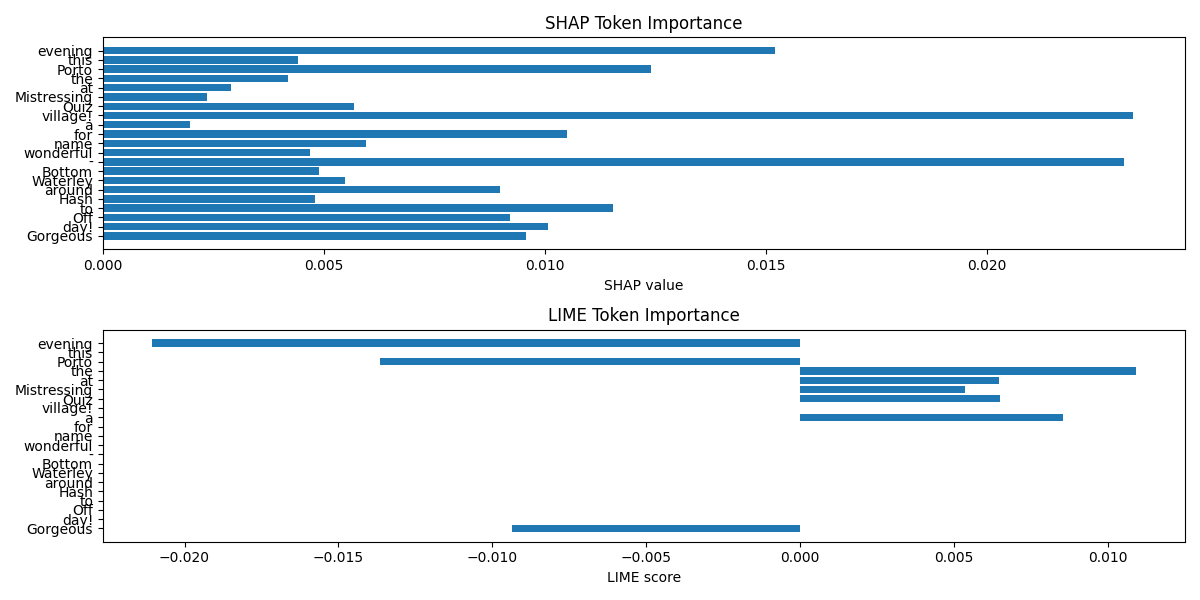 SHAP Token Importance
evening
this
Porto
the
at
Mistressing
Quiz
village!
a
for
name
wonderful
-
Bottom
Waterley
around
Hash
to
Off
day!
Gorgeous
0.000 0.005 0.010 0.015 0.020
SHAP value
LIME Token Importance
evening
this
Porto
the
at
Mistressing
Quiz
village!
a
for
name
wonderful
-
Bottom
Waterley
around
Hash
to
Off
day!
Gorgeous
−0.020 −0.015 −0.010 −0.005 0.000 0.005 0.010
LIME score